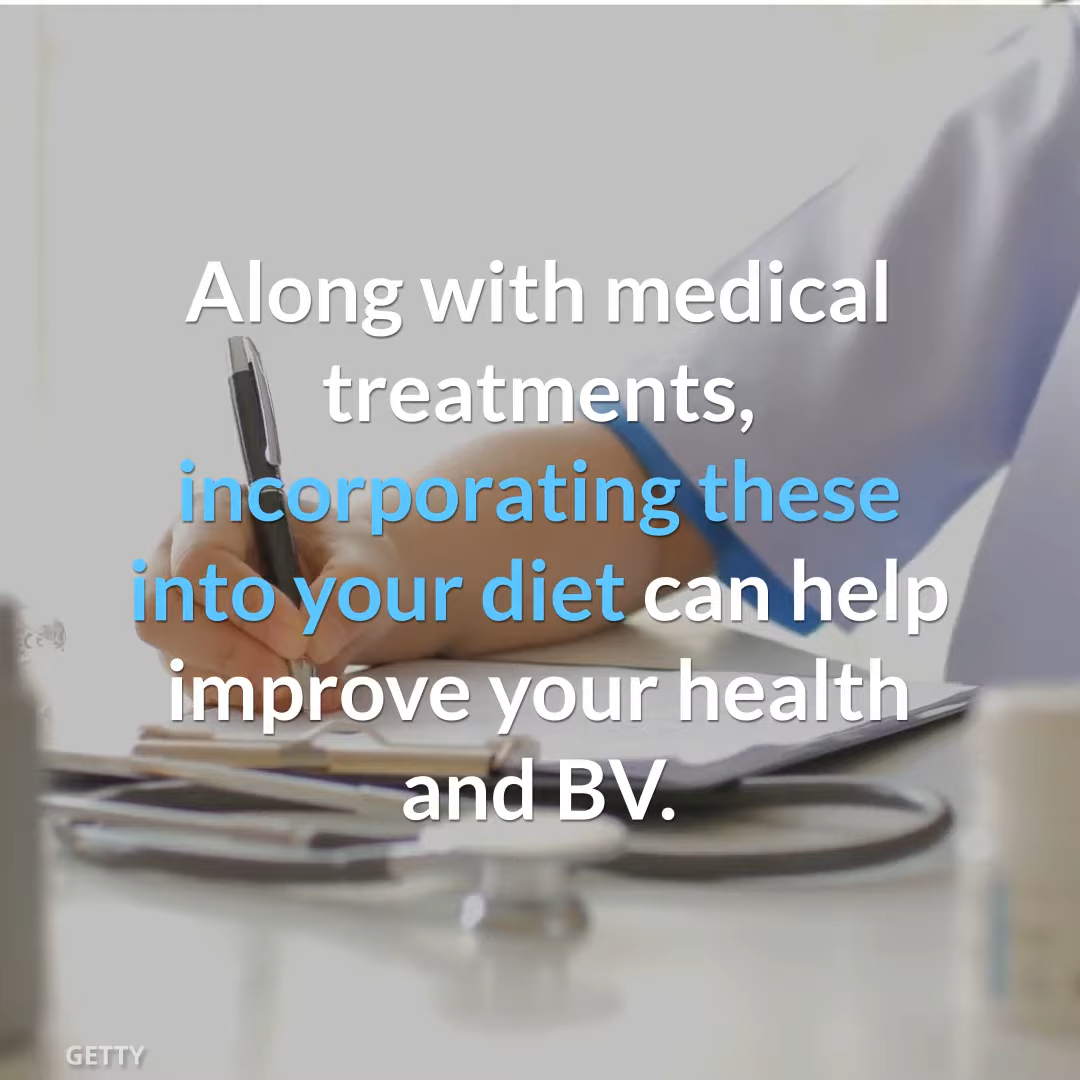 Along with medical
treatments,
incorporating these
into your diet can help
improve your health
and BV.
GETTY